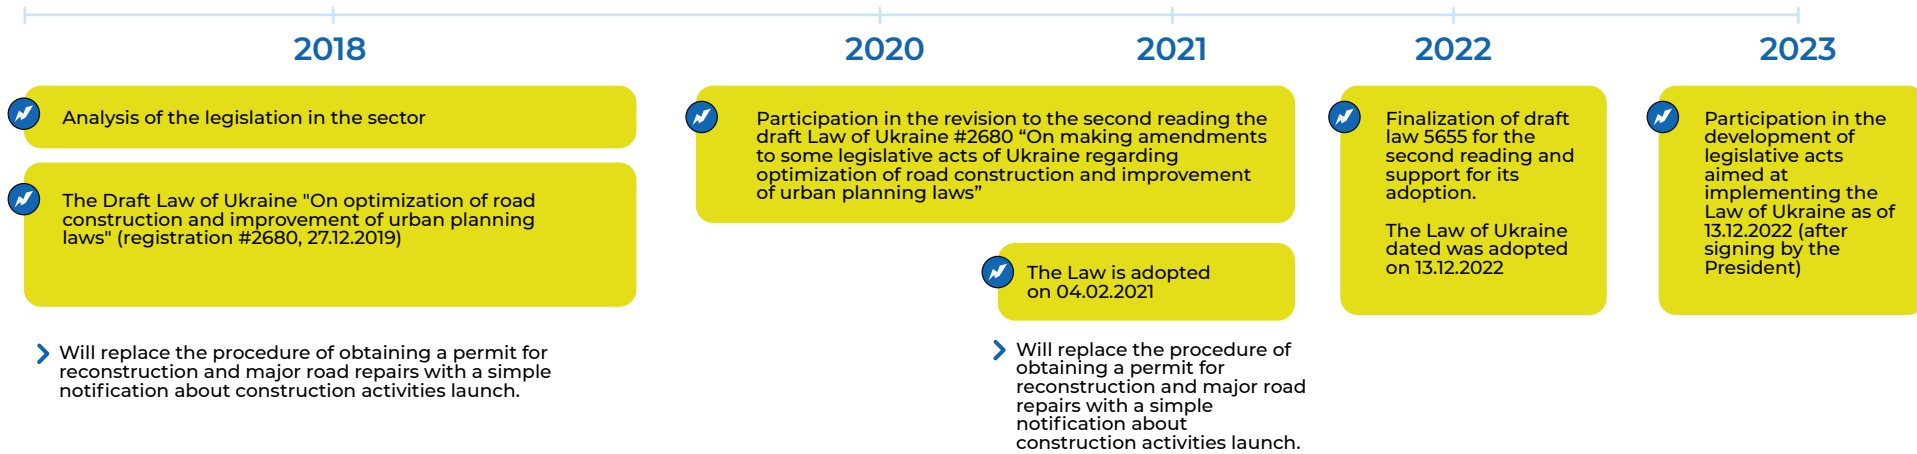 2018
2020
2021
2022
2023
Analysis of the legislation in the sector
The Draft Law of Ukraine "On optimization of road
construction and improvement of urban planning
laws" (registration #2680, 27.12.2019)
Will replace the procedure of obtaining a permit for
reconstruction and major road repairs with a simple
notification about construction activities launch.
Participation in the revision to the second reading the
draft Law of Ukraine #2680 “On making amendments
to some legislative acts of Ukraine regarding
optimization of road construction and improvement
of urban planning laws”
The Law is adopted
on 04.02.2021
Will replace the procedure of
obtaining a permit for
reconstruction and major road
repairs with a simple
notification about
construction activities launch.
Finalization of draft
law 5655 for the
second reading and
support for its
adoption.
The Law of Ukraine
dated was adopted
on 13.12.2022
Participation in the
development of
legislative acts
aimed at
implementing the
Law of Ukraine as of
13.12.2022 (after
signing by the
President)